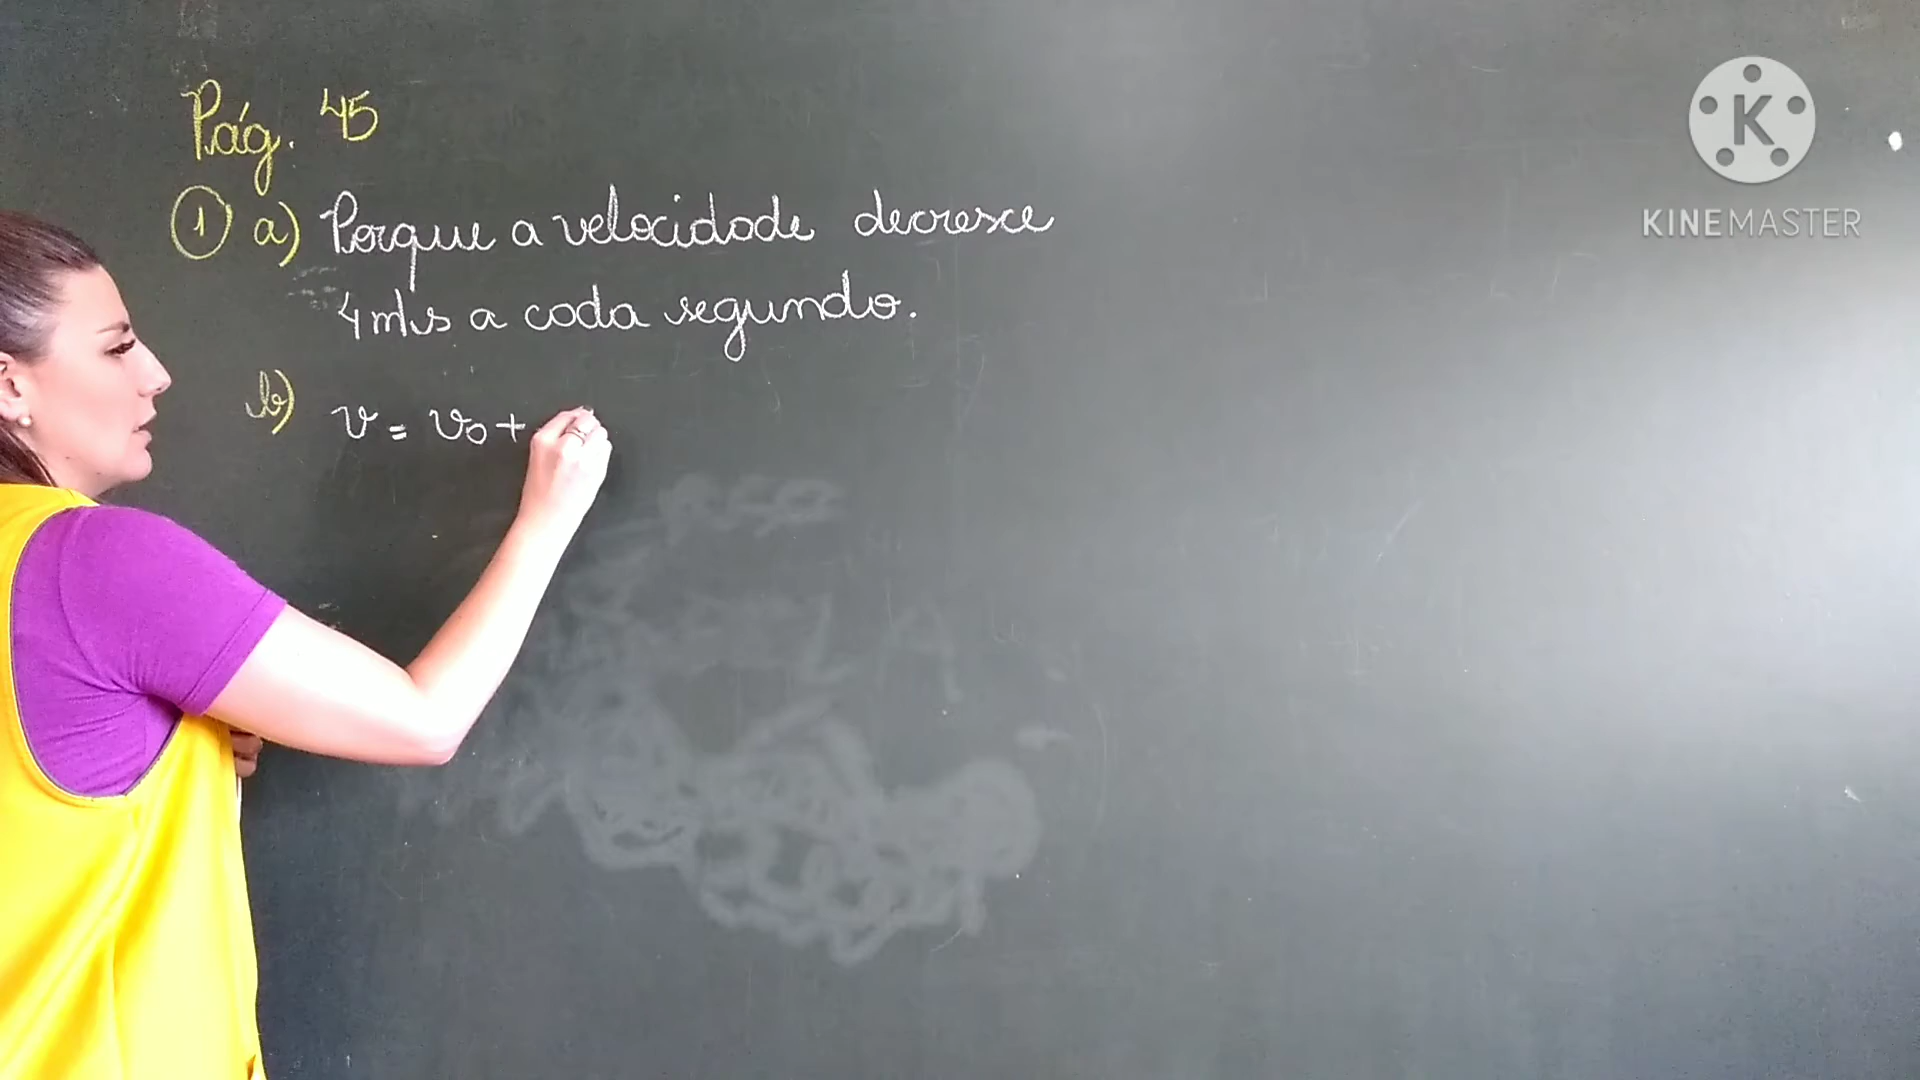 Pág. 45
1 a) Porque a velocidade decresce
4 m/s a cada segundo.
b) v = v0 +
K
KINEMASTER